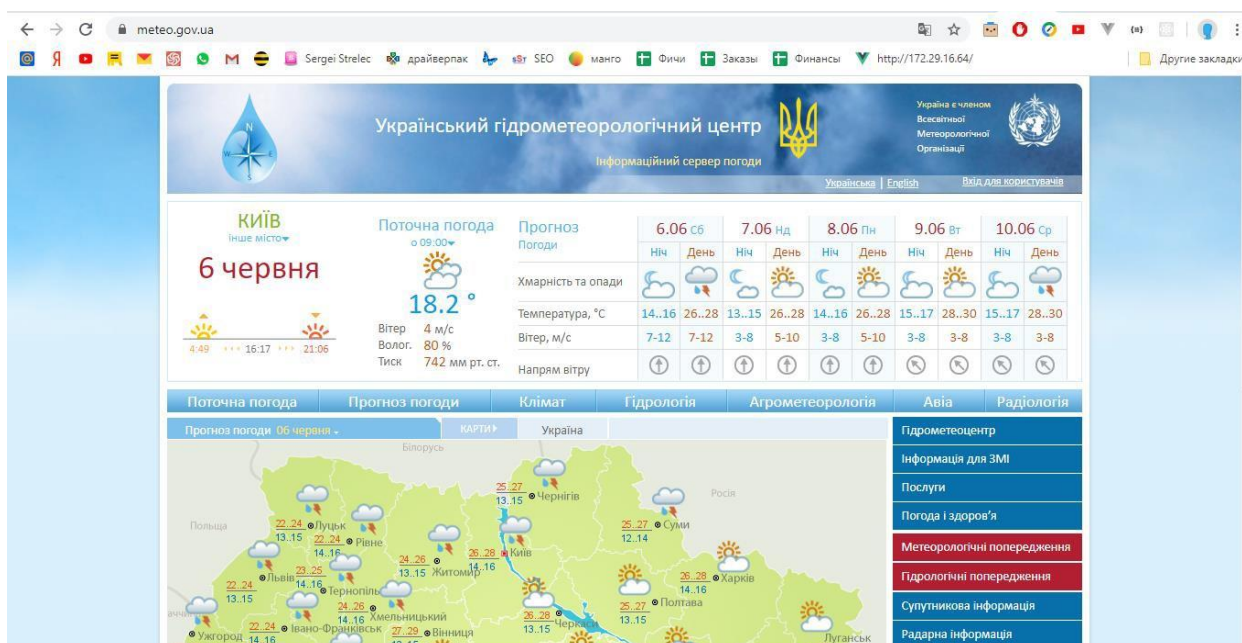 meteo.gov.ua
Sergei Strelec драйверпак SEO манго Фичи Заказы Финансы http://172.29.16.64/ Другие закладки
Український гідрометеорологічний центр
Інформаційний сервер погоди
Україна є членом
Всесвітньої
Метеорологічної
Організації
Українська | English Вхід для користувачів
КИЇВ
інше місто
6 червня
4:49 16:17 21:06
Поточна погода
о 09:00
18.2 °
Вітер 4 м/с
Волог. 80 %
Тиск 742 мм рт. ст.
Прогноз 6.06 Сб 7.06 Нд 8.06 Пн 9.06 Вт 10.06 Ср
Погоди Ніч День Ніч День Ніч День Ніч День Ніч День
Хмарність та опади
Температура, °C 14..16 26..28 13..15 26..28 14..16 26..28 15..17 28..30 15..17 28..30
Вітер, м/с 7-12 7-12 3-8 5-10 3-8 5-10 3-8 3-8 3-8 3-8
Напрям вітру
Поточна погода Прогноз погоди Клімат Гідрологія Агрометеорологія Авіа Радіологія
Прогноз погоди 06 червня КАРТИ Україна
Білорусь
Польща
Росія
25..27
13..15 Чернігів
22..24 Луцьк
13..15
22..24 Рівне
14..16
25..27 Суми
12..14
26..28 Київ
14..16
24..26
13..15 Житомир
26..28 Харків
14..16
22..24 Львів
13..15
23..25
14..16 Тернопіль
25..27 Полтава
13..15
24..26
14..16 Хмельницький
26..28
13..15 Черкаси
22..24 Івано-Франківськ
14..16
Ужгород
27..29 Вінниця
Луганськ
Гідрометеоцентр
Інформація для ЗМІ
Послуги
Погода і здоров'я
Метеорологічні попередження
Гідрологічні попередження
Супутникова інформація
Радарна інформація